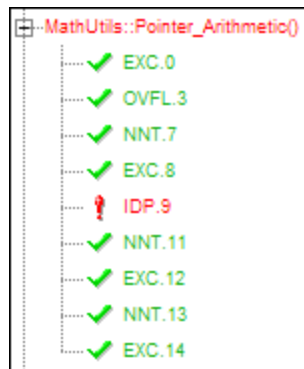 MathUtils::Pointer_Arithmetic()
EXC.0
OVFL.3
NNT.7
EXC.8
IDP.9
NNT.11
EXC.12
NNT.13
EXC.14